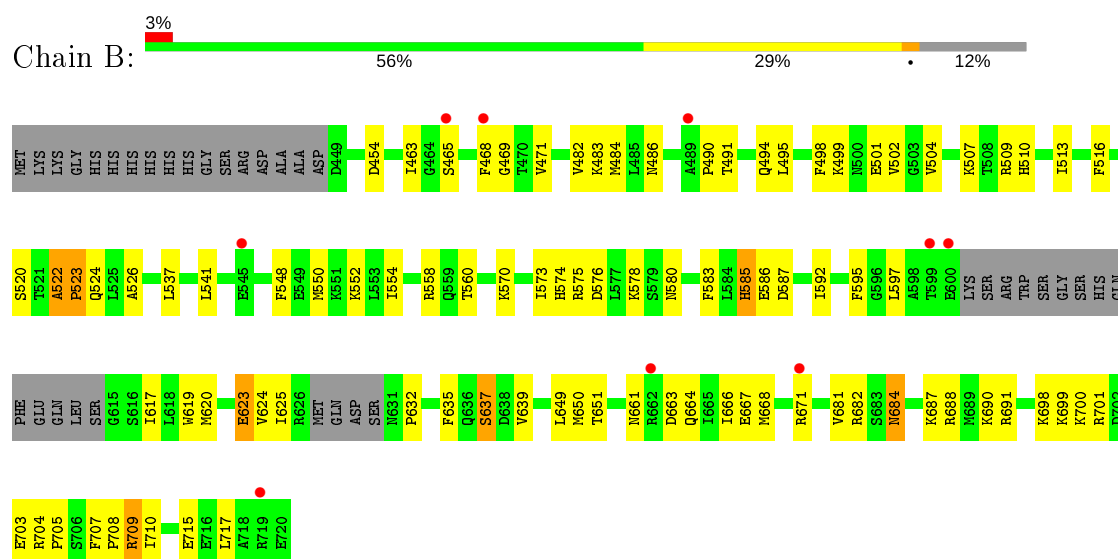 3%
Chain B:
56% 29% • 12%
MET LYS LYS GLY HIS HIS HIS HIS HIS HIS GLY SER ARG ASP ALA ALA ASP D449 D454 I463 G464 S465 F468 G469 T470 V471 V482 K483 M484 L485 N486 A489 P490 T491 Q494 L495 F498 K499 N500 E501 V502 G503 V504 K507 T508 R509 H510 I513 F516
S520 T521 A522 P523 Q524 L525 A526 L537 L541 E545 F548 E549 M550 K551 K552 L553 I554 R558 Q559 T560 K570 I573 H574 R575 D576 L577 K578 S579 N580 F583 L584 H585 E586 D587 I592 F595 G596 L597 A598 T599 E600 LYS SER ARG TRP SER GLY SER HIS GLN
PHE GLU GLN LEU SER G615 S616 I617 L618 W619 M620 E623 V624 I625 R626 MET GLN ASP SER N631 P632 F635 Q636 S637 D638 V639 L649 M650 T651 N661 R662 D663 Q664 I665 I666 E667 M668 R671 V681 R682 S683 N684 K687 R688 M689 K690 R691 K698 K699 K700 R701 D702
E703 R704 P705 S706 F707 P708 R709 I710 E715 E716 L717 A718 R719 E720